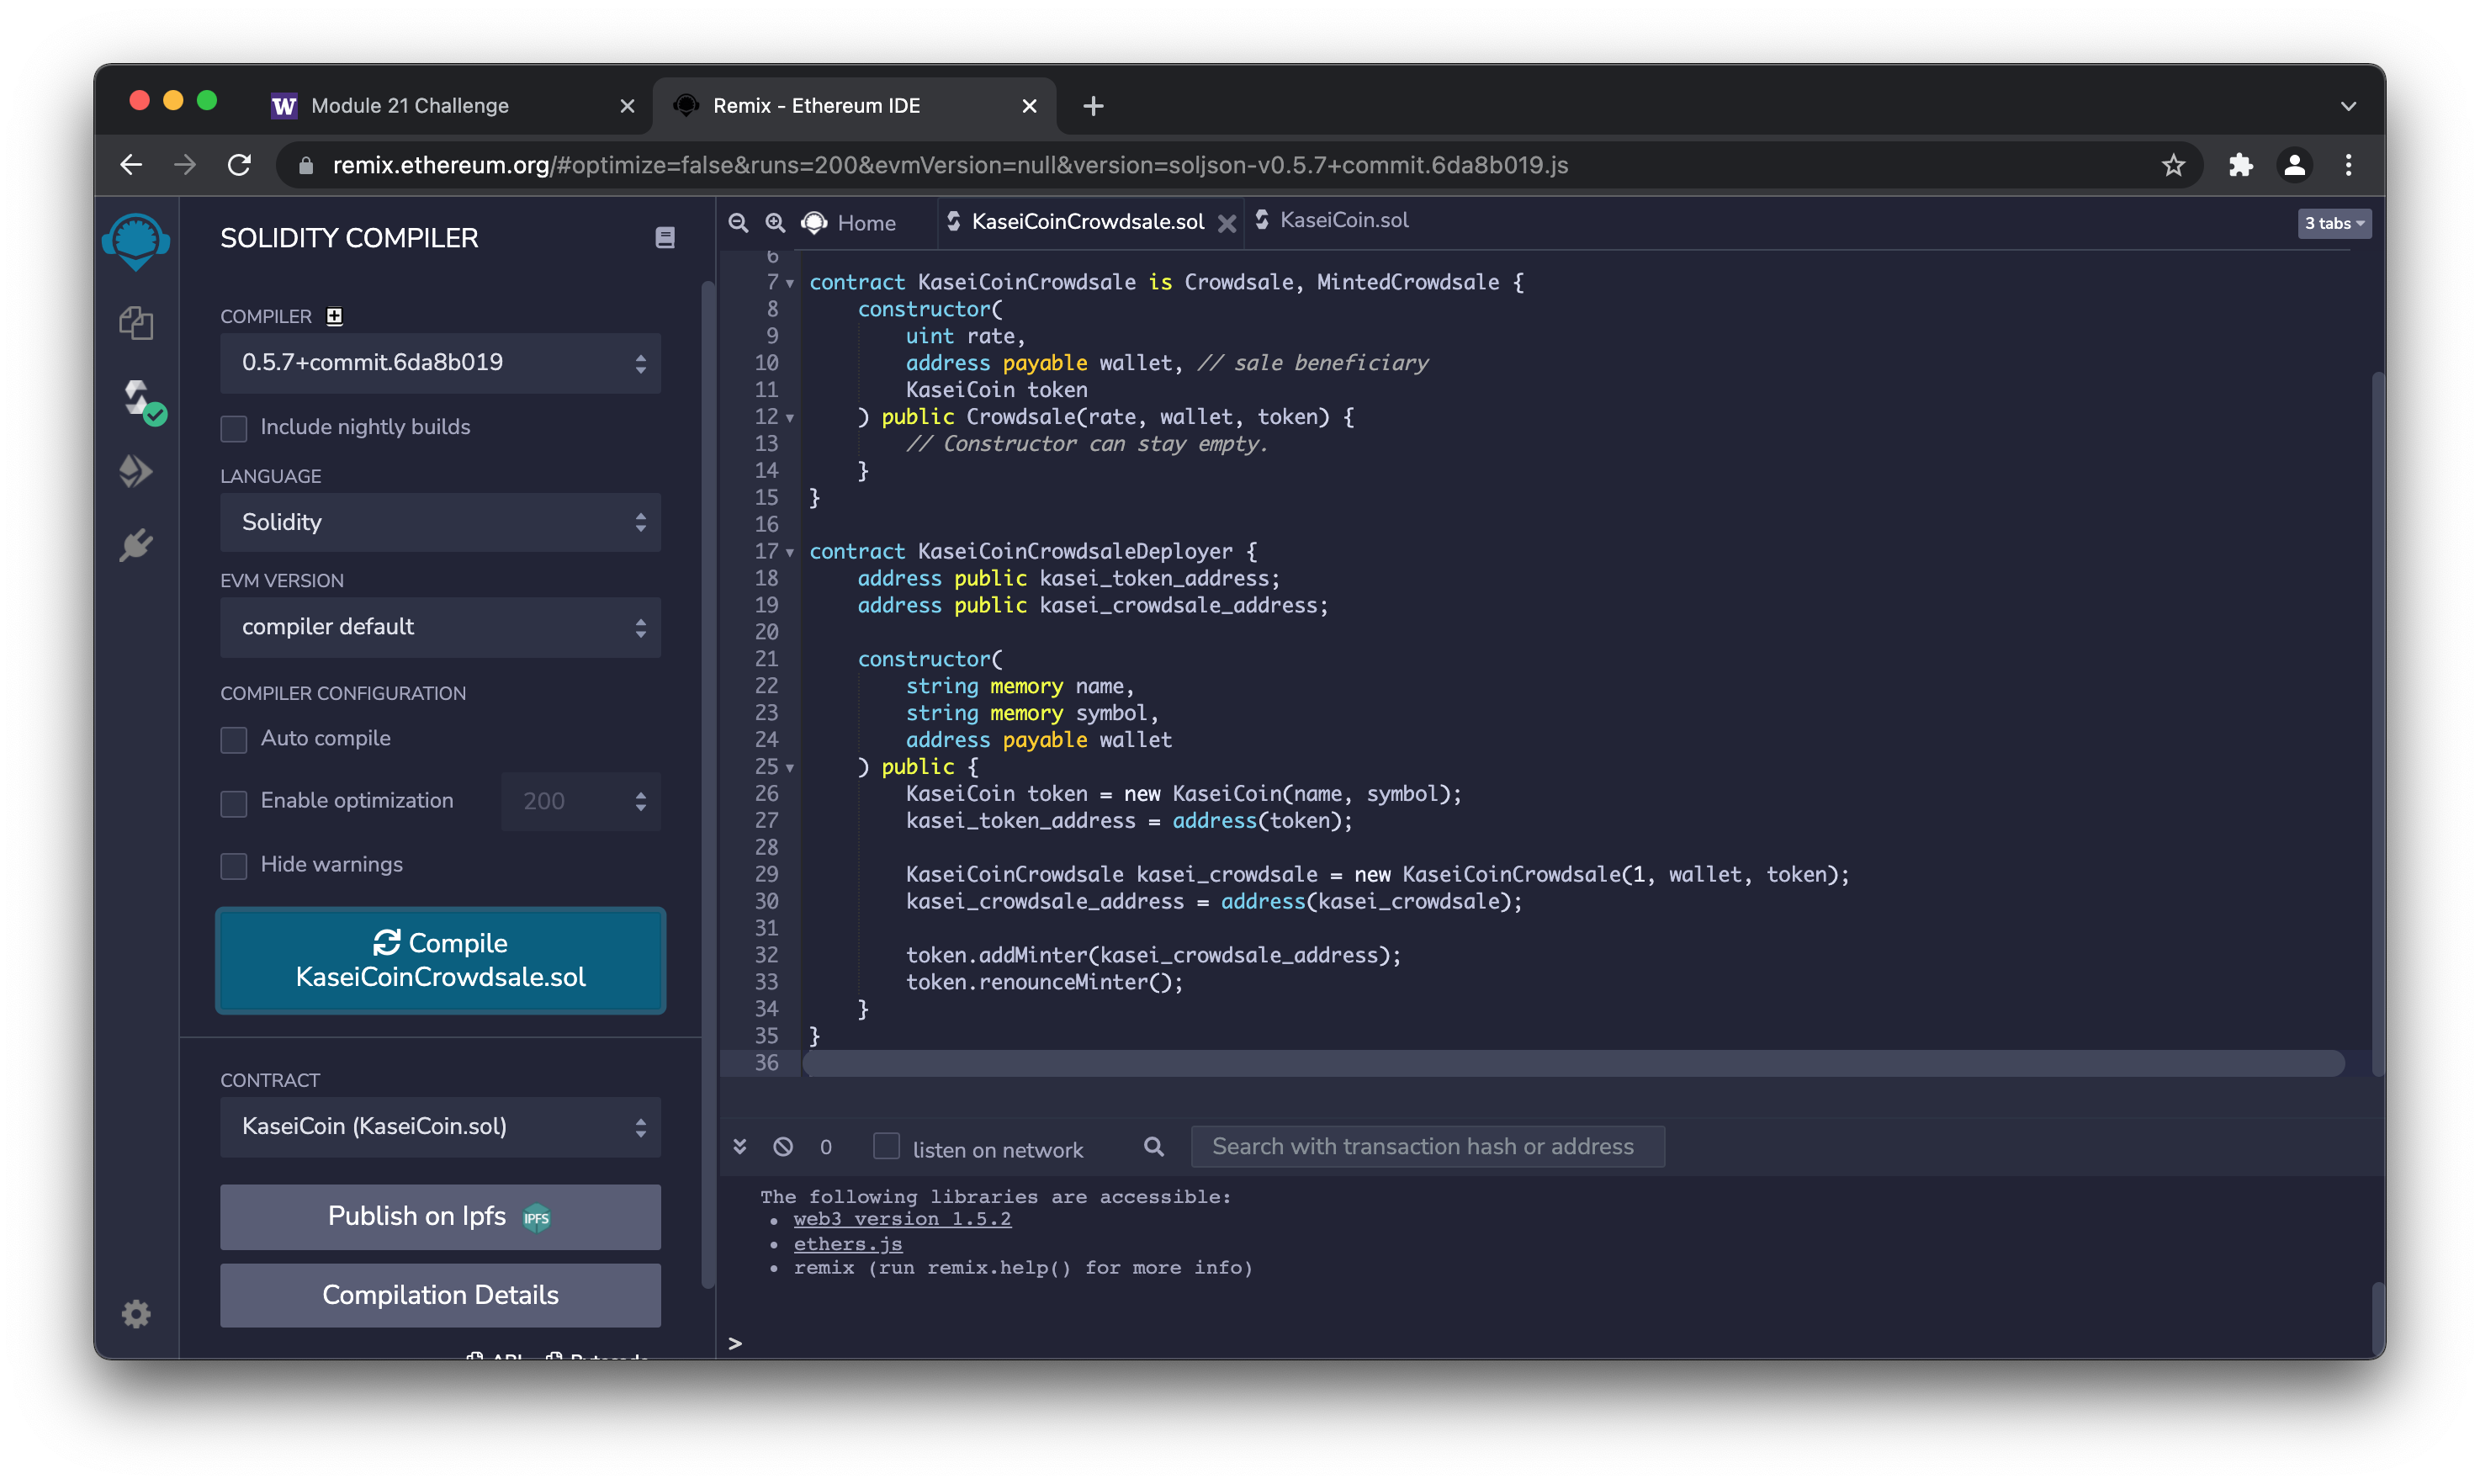 Module 21 Challenge
Remix - Ethereum IDE
remix.ethereum.org/#optimize=false&runs=200&evmVersion=null&version=soljson-v0.5.7+commit.6da8b019.js
SOLIDITY COMPILER
COMPILER
0.5.7+commit.6da8b019
Include nightly builds
LANGUAGE
Solidity
EVM VERSION
compiler default
COMPILER CONFIGURATION
Auto compile
Enable optimization 200
Hide warnings
Compile
KaseiCoinCrowdsale.sol
CONTRACT
KaseiCoin (KaseiCoin.sol)
Publish on Ipfs IPFS
Compilation Details
Home KaseiCoinCrowdsale.sol KaseiCoin.sol 3 tabs
6
7 contract KaseiCoinCrowdsale is Crowdsale, MintedCrowdsale {
8 constructor(
9 uint rate,
10 address payable wallet, // sale beneficiary
11 KaseiCoin token
12 ) public Crowdsale(rate, wallet, token) {
13 // Constructor can stay empty.
14 }
15 }
16
17 contract KaseiCoinCrowdsaleDeployer {
18 address public kasei_token_address;
19 address public kasei_crowdsale_address;
20
21 constructor(
22 string memory name,
23 string memory symbol,
24 address payable wallet
25 ) public {
26 KaseiCoin token = new KaseiCoin(name, symbol);
27 kasei_token_address = address(token);
28
29 KaseiCoinCrowdsale kasei_crowdsale = new KaseiCoinCrowdsale(1, wallet, token);
30 kasei_crowdsale_address = address(kasei_crowdsale);
31
32 token.addMinter(kasei_crowdsale_address);
33 token.renounceMinter();
34 }
35 }
36
0 listen on network Search with transaction hash or address
The following libraries are accessible:
• web3 version 1.5.2
• ethers.js
• remix (run remix.help() for more info)
>